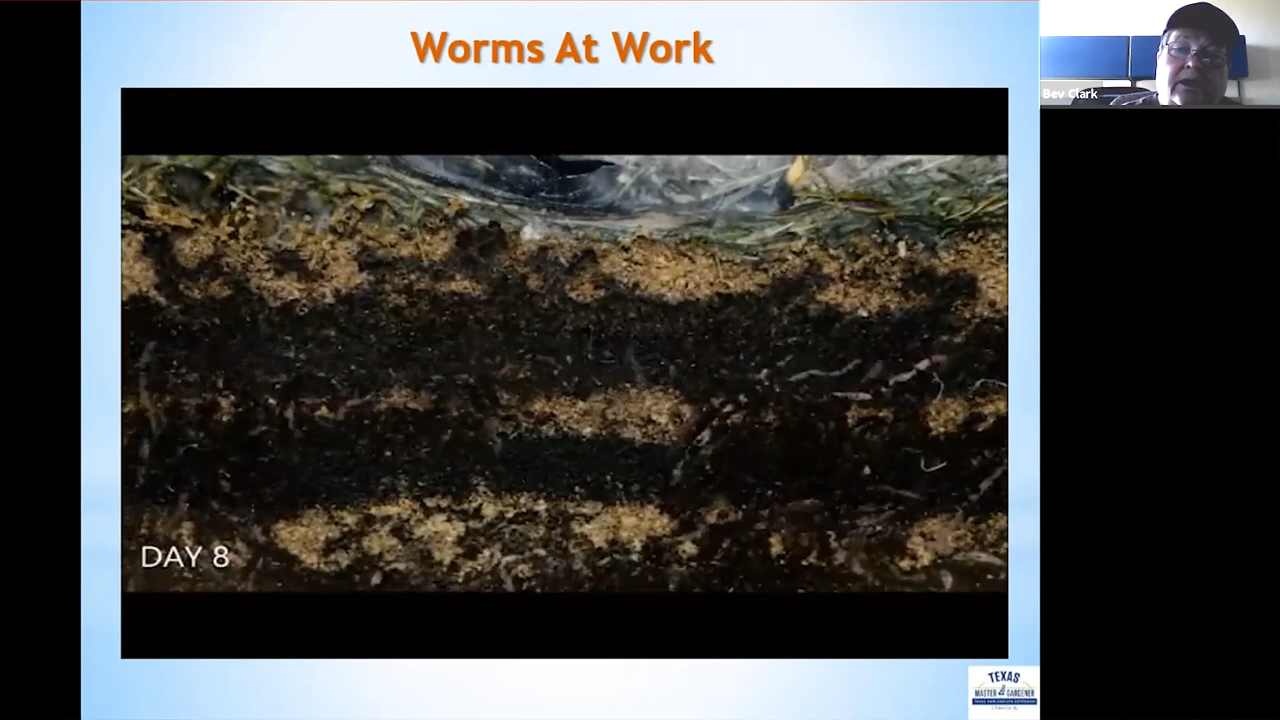 Worms At Work
Bev Clark
DAY 8
TEXAS
MASTER GARDENER